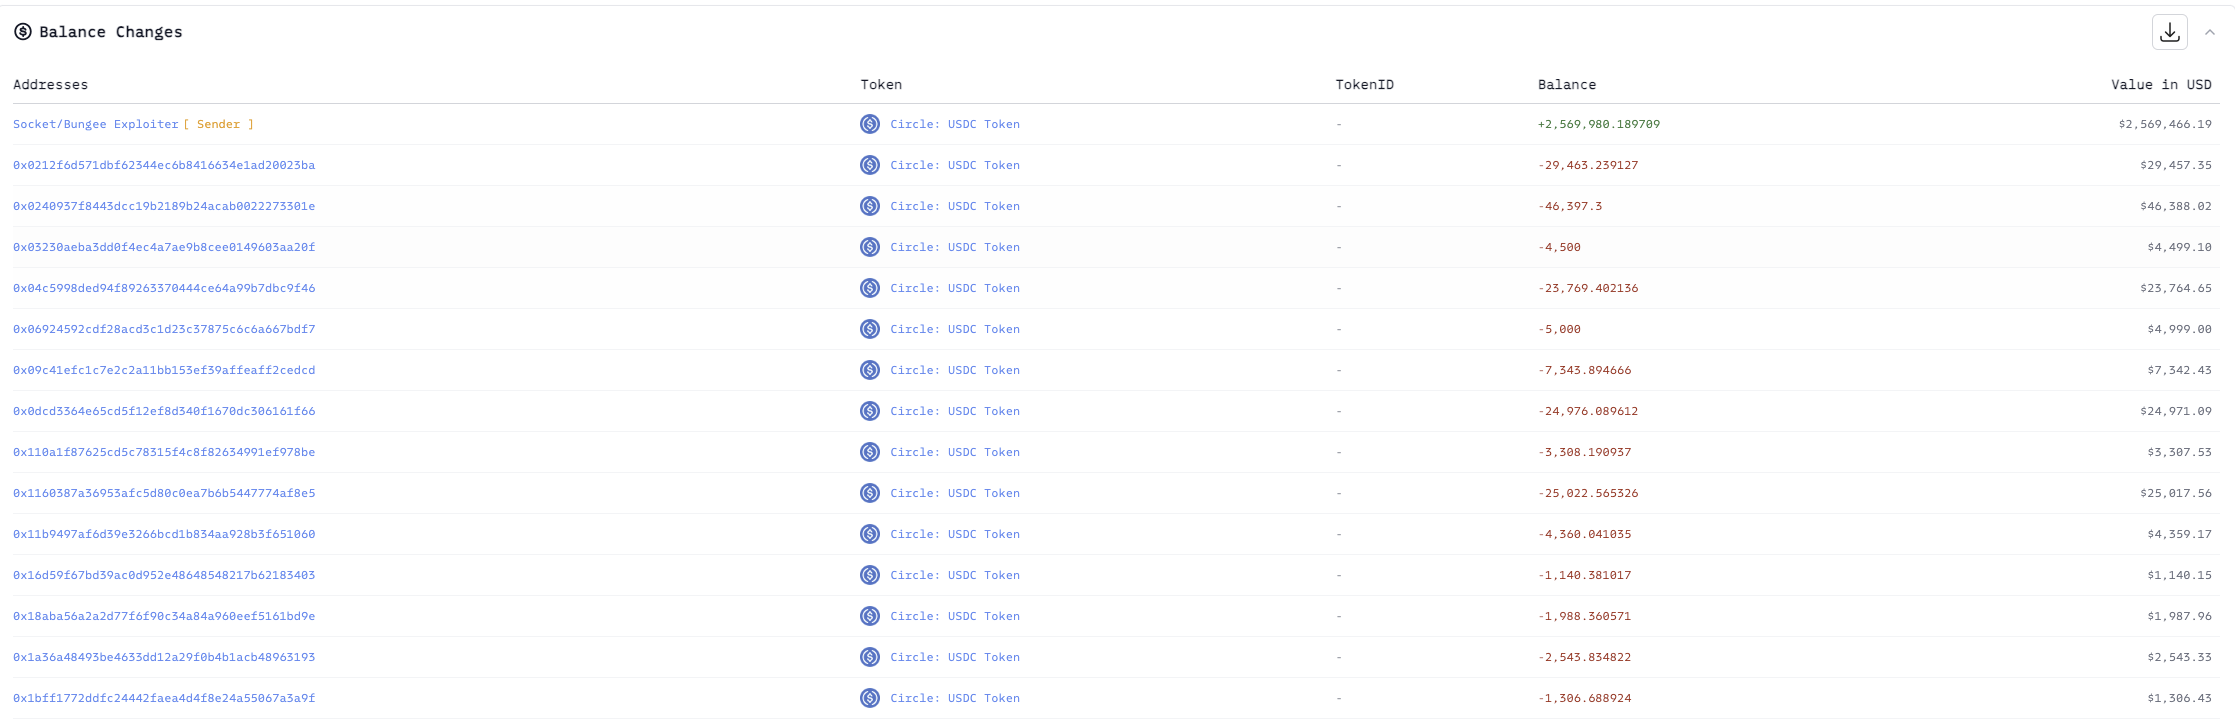 Balance Changes
Addresses Token TokenID Balance Value in USD
Socket/Bungee Exploiter [ Sender ] Circle: USDC Token - +2,569,980.189709 $2,569,466.19
0x0212f6d571dbf62344ec6b8416634e1ad20023ba Circle: USDC Token - -29,463.239127 $29,457.35
0x0240937f8443dcc19b2189b24acab0022273301e Circle: USDC Token - -46,397.3 $46,388.02
0x03230aeba3dd0f4ec4a7ae9b8cee0149603aa20f Circle: USDC Token - -4,500 $4,499.10
0x04c5998ded94f89263370444ce64a99b7dbc9f46 Circle: USDC Token - -23,769.402136 $23,764.65
0x06924592cdf28acd3c1d23c37875c6c6a667bdf7 Circle: USDC Token - -5,000 $4,999.00
0x09c41efc1c7e2c2a11bb153ef39affeaff2cedcd Circle: USDC Token - -7,343.894666 $7,342.43
0x0dcd3364e65cd5f12ef8d340f1670dc306161f66 Circle: USDC Token - -24,976.089612 $24,971.09
0x110a1f87625cd5c78315f4c8f82634991ef978be Circle: USDC Token - -3,308.190937 $3,307.53
0x1160387a36953afc5d80c0ea7b6b5447774af8e5 Circle: USDC Token - -25,022.565326 $25,017.56
0x11b9497af6d39e3266bcd1b834aa928b3f651060 Circle: USDC Token - -4,360.041035 $4,359.17
0x16d59f67bd39ac0d952e48648548217b62183403 Circle: USDC Token - -1,140.381017 $1,140.15
0x18aba56a2a2d77f6f90c34a84a960eef5161bd9e Circle: USDC Token - -1,988.360571 $1,987.96
0x1a36a48493be4633dd12a29f0b4b1acb48963193 Circle: USDC Token - -2,543.834822 $2,543.33
0x1bff1772ddfc24442faea4d4f8e24a55067a3a9f Circle: USDC Token - -1,306.688924 $1,306.43